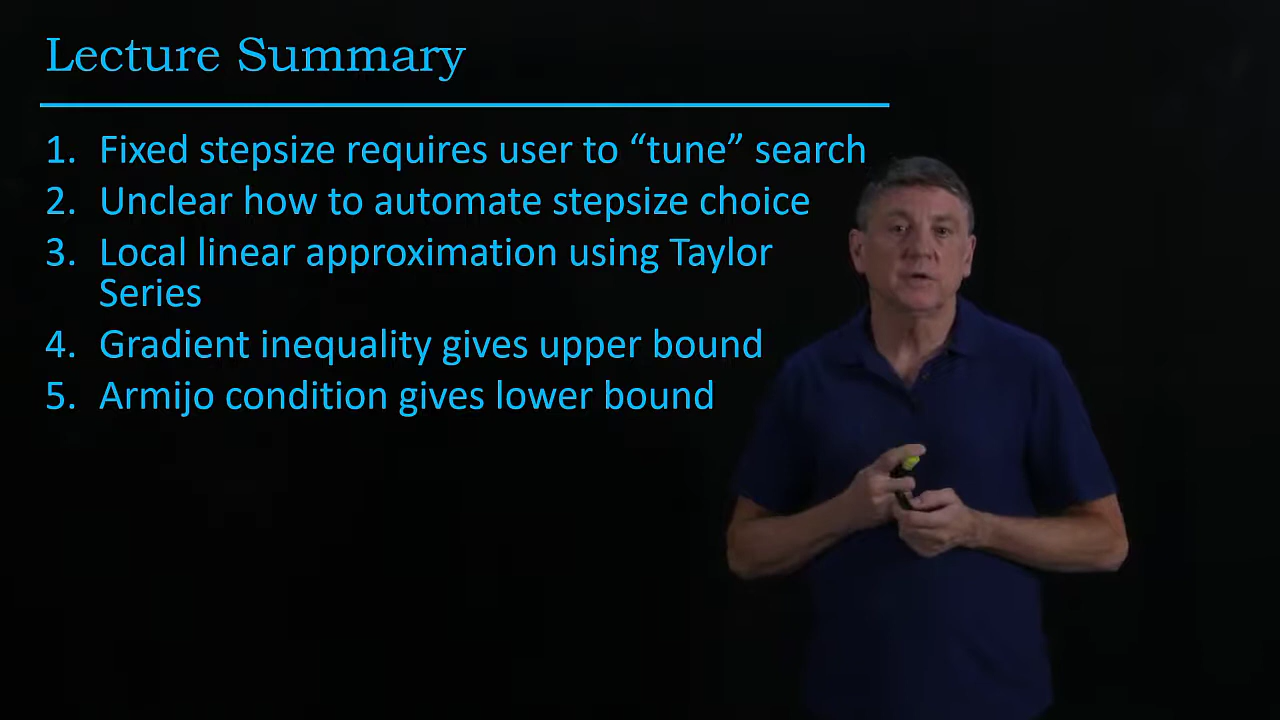 Lecture Summary
1. Fixed stepsize requires user to “tune” search
2. Unclear how to automate stepsize choice
3. Local linear approximation using Taylor
Series
4. Gradient inequality gives upper bound
5. Armijo condition gives lower bound